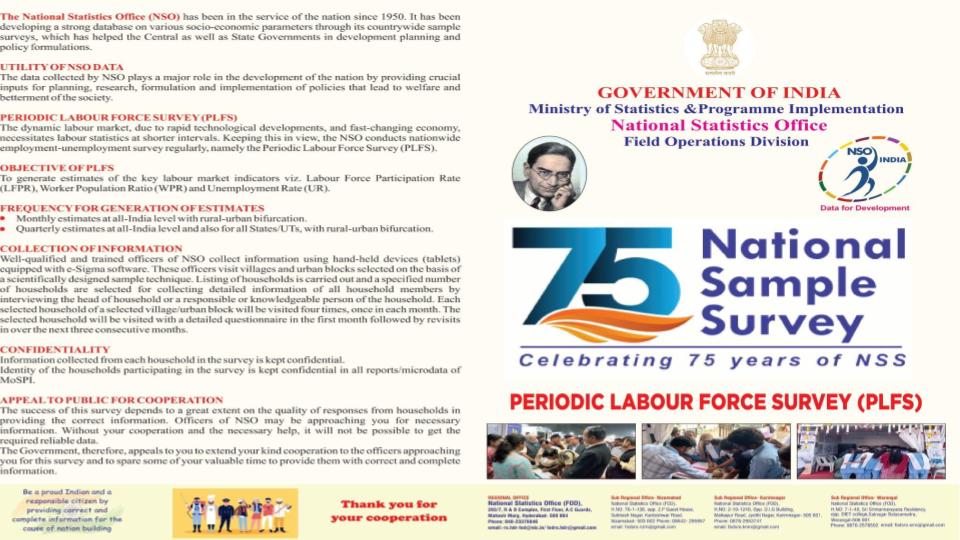 The National Statistics Office (NSO) has been in the service of the nation since 1950. It has been
developing a strong database on various socio-economic parameters through its countrywide sample
surveys, which has helped the Central as well as State Governments in development planning and
policy formulations.
UTILITY OF NSO DATA
The data collected by NSO plays a major role in the development of the nation by providing crucial
inputs for planning, research, formulation and implementation of policies that lead to welfare and
betterment of the society.
PERIODIC LABOUR FORCE SURVEY (PLFS)
The dynamic labour market, due to rapid technological developments, and fast-changing economy,
necessitates labour statistics at shorter intervals. Keeping this in view, the NSO conducts nationwide
employment-unemployment survey regularly, namely the Periodic Labour Force Survey (PLFS).
OBJECTIVE OF PLFS
To generate estimates of the key labour market indicators viz. Labour Force Participation Rate
(LFPR), Worker Population Ratio (WPR) and Unemployment Rate (UR).
FREQUENCY FOR GENERATION OF ESTIMATES
• Monthly estimates at all-India level with rural-urban bifurcation.
• Quarterly estimates at all-India level and also for all States/UTs, with rural-urban bifurcation.
COLLECTION OF INFORMATION
Well-qualified and trained officers of NSO collect information using hand-held devices (tablets)
equipped with e-Sigma software. These officers visit villages and urban blocks selected on the basis of
a scientifically designed sample technique. Listing of households is carried out and a specified number
of households are selected for collecting detailed information of all household members by
interviewing the head of household or a responsible or knowledgeable person of the household. Each
selected household of a selected village/urban block will be visited four times, once in each month. The
selected household will be visited with a detailed questionnaire in the first month followed by revisits
in over the next three consecutive months.
CONFIDENTIALITY
Information collected from each household in the survey is kept confidential.
Identity of the households participating in the survey is kept confidential in all reports/microdata of
MoSPI.
APPEAL TO PUBLIC FOR COOPERATION
The success of this survey depends to a great extent on the quality of responses from households in
providing the correct information. Officers of NSO may be approaching you for necessary
information. Without your cooperation and the necessary help, it will not be possible to get the
required reliable data.
The Government, therefore, appeals to you to extend your kind cooperation to the officers approaching
you for this survey and to spare some of your valuable time to provide them with correct and complete
information.
Be a proud Indian and a
responsible citizen by
providing correct and
complete information for the
cause of nation building
Thank you for
your cooperation
सत्यमेव जयते
GOVERNMENT OF INDIA
Ministry of Statistics &Programme Implementation
National Statistics Office
Field Operations Division
NSO
INDIA
Data for Development
75 National
Sample
Survey
Celebrating 75 years of NSS
PERIODIC LABOUR FORCE SURVEY (PLFS)
REGIONAL OFFICE
National Statistics Office (FOD),
Hyderabad
Sub Regional Office- Nizamabad
National Statistics Office (FOD)
Sub Regional Office- Karimnagar
National Statistics Office (FOD)
Sub Regional Office- Warangal
National Statistics Office (FOD)